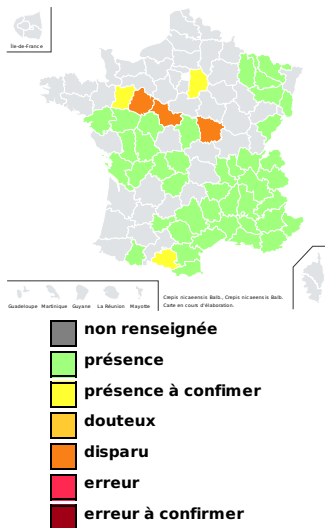 Île-de-France
Guadeloupe Martinique Guyane La Réunion Mayotte
Crepis nicaeensis Balb., Crepis nicaeensis Balb.
Carte en cours d'élaboration.
non renseignée
présence
présence à confimer
douteux
disparu
erreur
erreur à confirmer